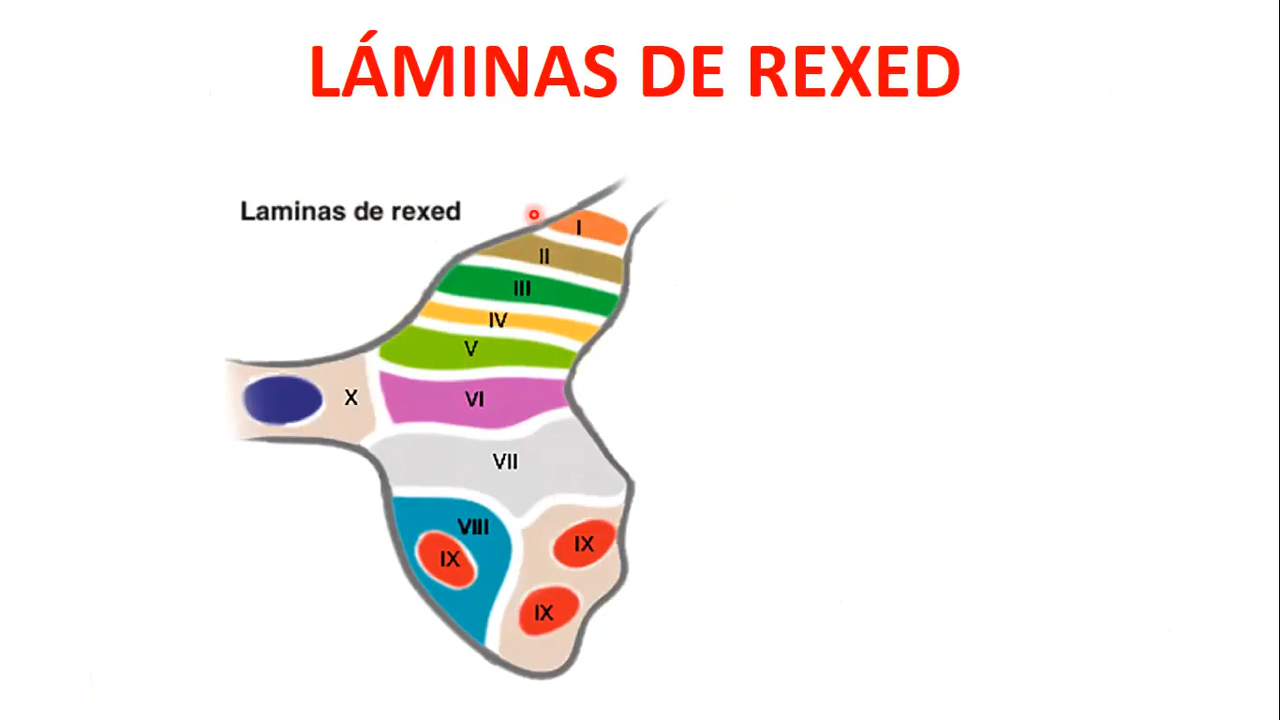 LÁMINAS DE REXED
Laminas de rexed
I
II
III
IV
V
X
VI
VII
VIII
IX
IX
IX